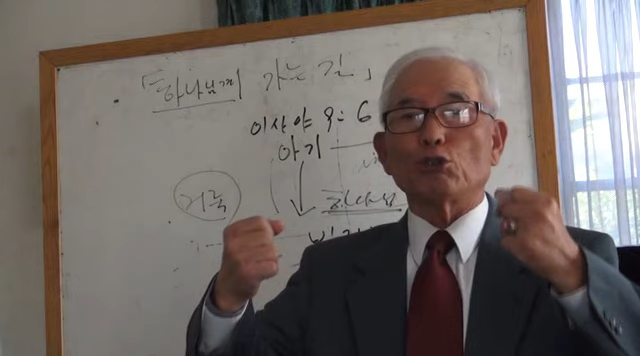 「하나님께 가는 길」
이사야 9:6
아기
거룩
하나님